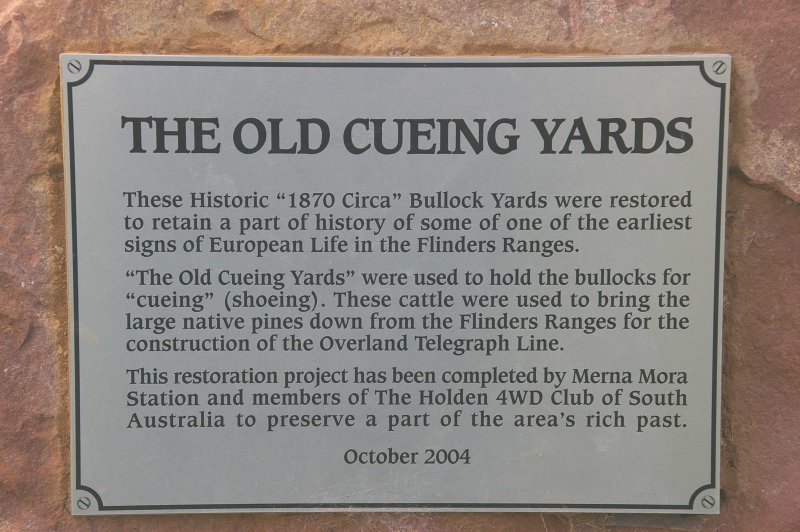 THE OLD CUEING YARDS
These Historic “1870 Circa” Bullock Yards were restored
to retain a part of history of some of one of the earliest
signs of European Life in the Flinders Ranges.
“The Old Cueing Yards” were used to hold the bullocks for
“cueing” (shoeing). These cattle were used to bring the
large native pines down from the Flinders Ranges for the
construction of the Overland Telegraph Line.
This restoration project has been completed by Merna Mora
Station and members of The Holden 4WD Club of South
Australia to preserve a part of the area’s rich past.
October 2004